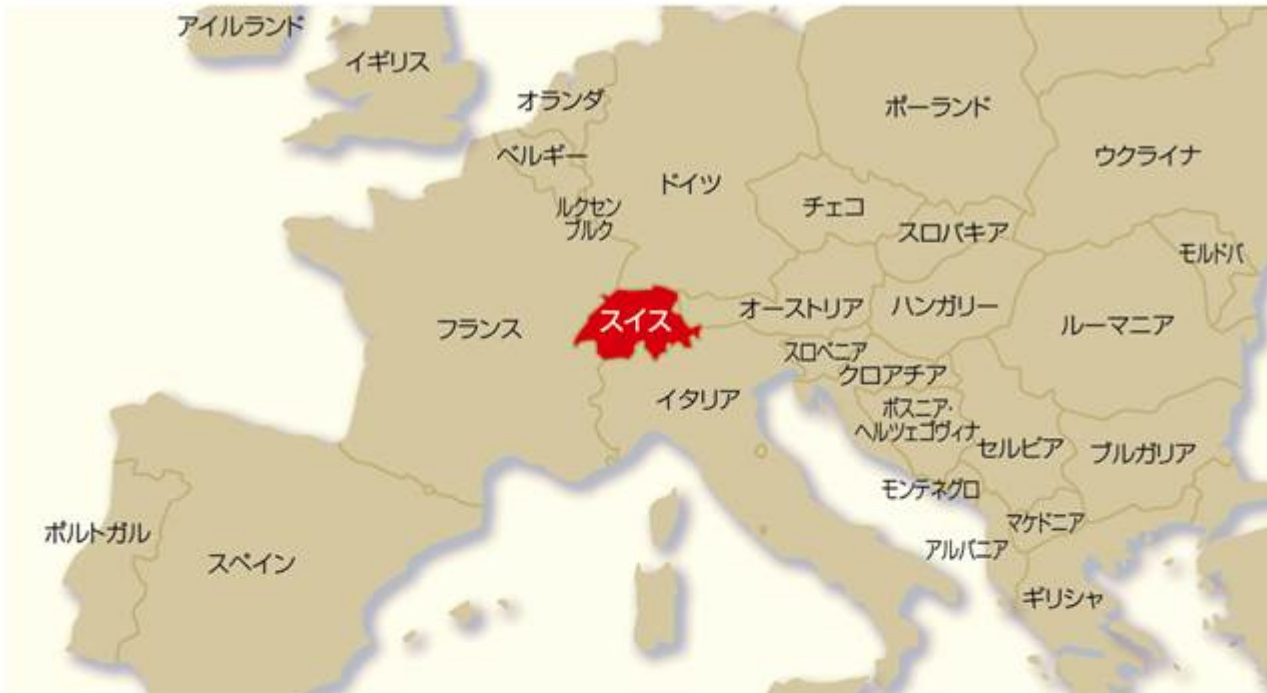 アイルランド
イギリス
オランダ
ポーランド
ベルギー
ウクライナ
ドイツ
チェコ
ルクセン
ブルク
スロバキア
モルドバ
オーストリア
ハンガリー
フランス
スイス
ルーマニア
スロベニア
クロアチア
イタリア
ボスニア・
ヘルツェゴヴィナ
セルビア
ブルガリア
モンテネグロ
マケドニア
ポルトガル
アルバニア
スペイン
ギリシャ